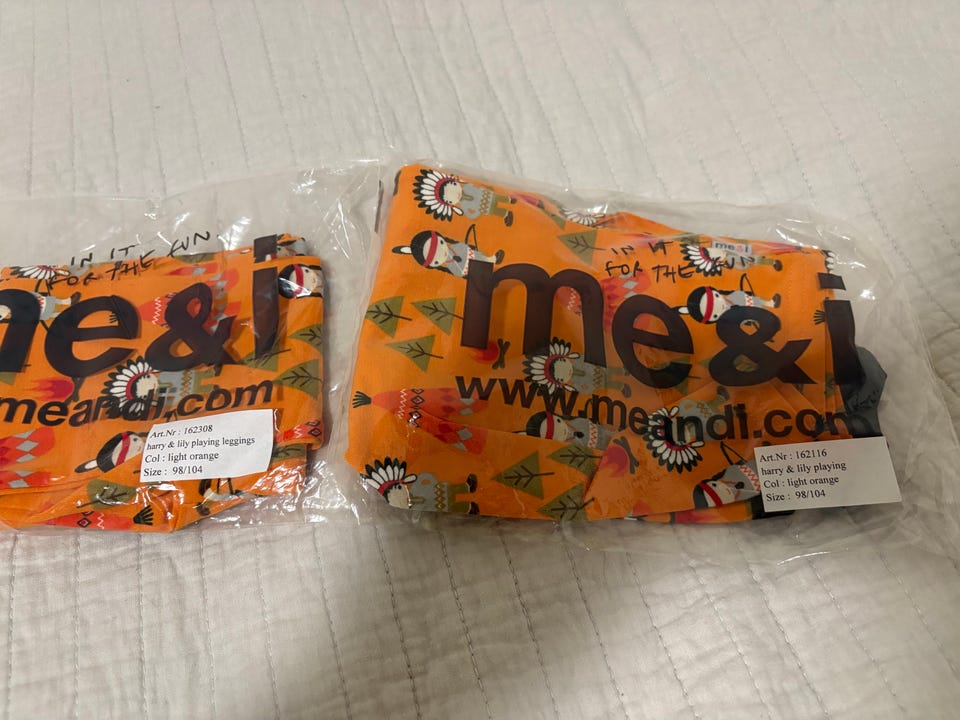 IN IT
FOR THE FUN
me&i
meandi.com
Art.Nr : 162308
harry & lily playing leggings
Col : light orange
Size : 98/104
me&i
IN IT
FOR THE FUN
me&i
www.meandi.com
Art.Nr : 162116
harry & lily playing
Col : light orange
Size : 98/104